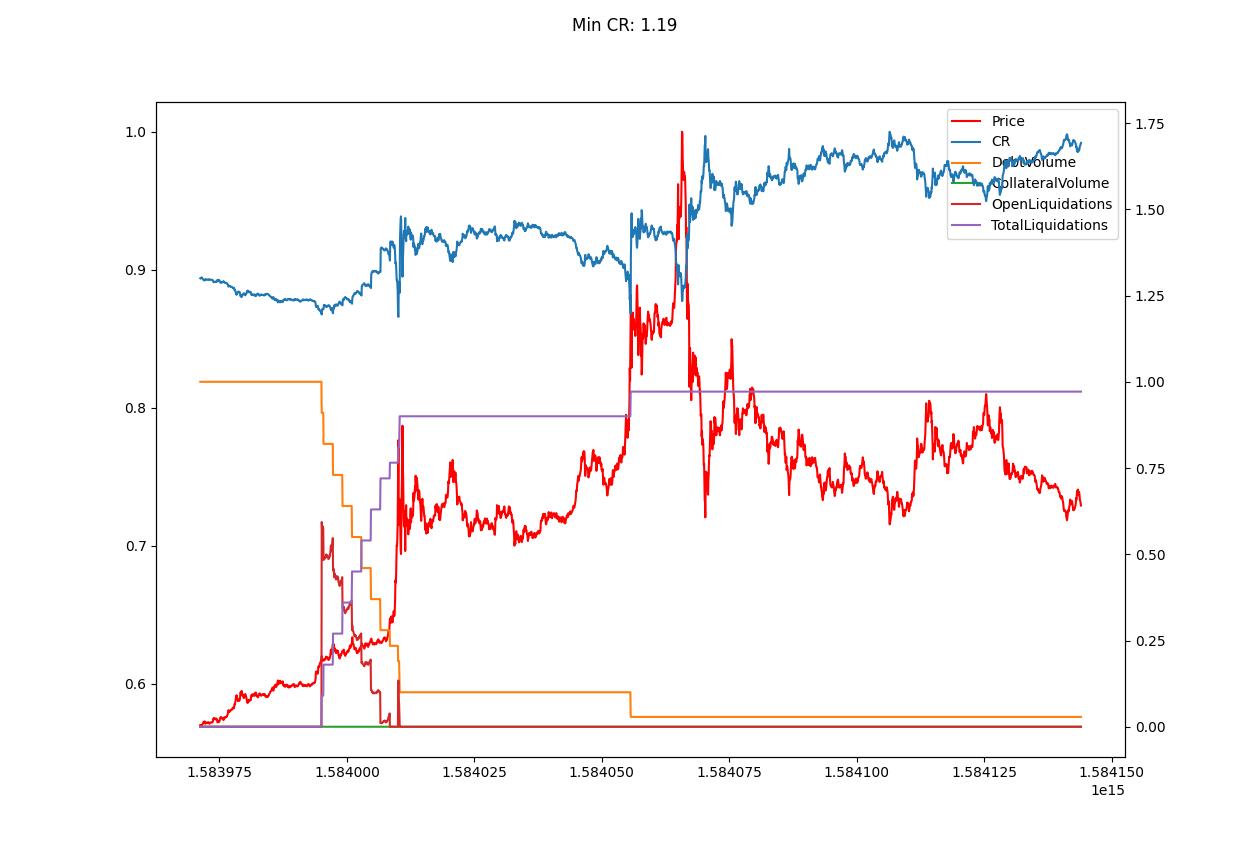 Min CR: 1.19
1.0
0.9
0.8
0.7
0.6
Price
CR
DebtVolume
CollateralVolume
OpenLiquidations
TotalLiquidations
1.75
1.50
1.25
1.00
0.75
0.50
0.25
0.00
1.583975 1.584000 1.584025 1.584050 1.584075 1.584100 1.584125 1.584150
1e15